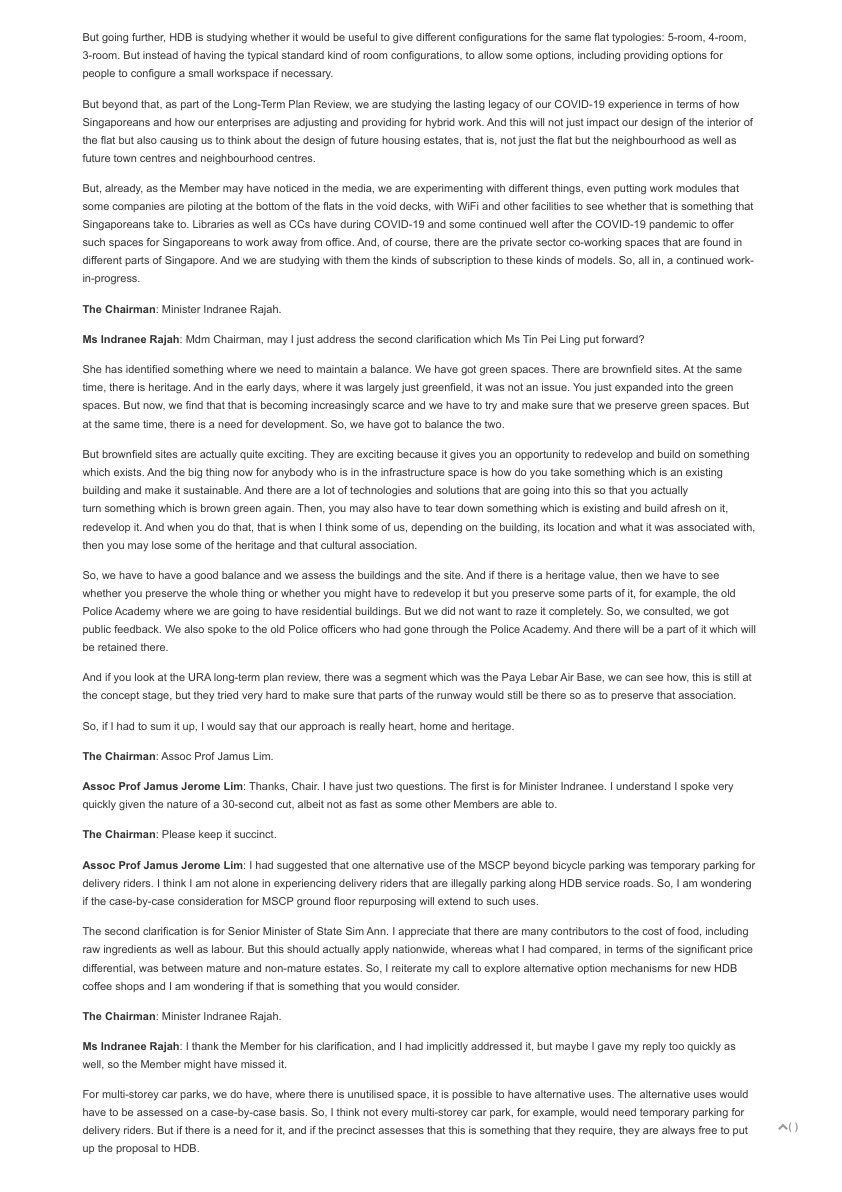 But going further, HDB is studying whether it would be useful to give different configurations for the same flat typologies: 5-room, 4-room,
3-room. But instead of having the typical standard kind of room configurations, to allow some options, including providing options for
people to configure a small workspace if necessary.
But beyond that, as part of the Long-Term Plan Review, we are studying the lasting legacy of our COVID-19 experience in terms of how
Singaporeans and how our enterprises are adjusting and providing for hybrid work. And this will not just impact our design of the interior of
the flat but also causing us to think about the design of future housing estates, that is, not just the flat but the neighbourhood as well as
future town centres and neighbourhood centres.
But, already, as the Member may have noticed in the media, we are experimenting with different things, even putting work modules that
some companies are piloting at the bottom of the flats in the void decks, with WiFi and other facilities to see whether that is something that
Singaporeans take to. Libraries as well as CCs have during COVID-19 and some continued well after the COVID-19 pandemic to offer
such spaces for Singaporeans to work away from office. And, of course, there are the private sector co-working spaces that are found in
different parts of Singapore. And we are studying with them the kinds of subscription to these kinds of models. So, all in, a continued work-
in-progress.
The Chairman: Minister Indranee Rajah.
Ms Indranee Rajah: Mdm Chairman, may I just address the second clarification which Ms Tin Pei Ling put forward?
She has identified something where we need to maintain a balance. We have got green spaces. There are brownfield sites. At the same
time, there is heritage. And in the early days, where it was largely just greenfield, it was not an issue. You just expanded into the green
spaces. But now, we find that that is becoming increasingly scarce and we have to try and make sure that we preserve green spaces. But
at the same time, there is a need for development. So, we have got to balance the two.
But brownfield sites are actually quite exciting. They are exciting because it gives you an opportunity to redevelop and build on something
which exists. And the big thing now for anybody who is in the infrastructure space is how do you take something which is an existing
building and make it sustainable. And there are a lot of technologies and solutions that are going into this so that you actually
turn something which is brown green again. Then, you may also have to tear down something which is existing and build afresh on it,
redevelop it. And when you do that, that is when I think some of us, depending on the building, its location and what it was associated with,
then you may lose some of the heritage and that cultural association.
So, we have to have a good balance and we assess the buildings and the site. And if there is a heritage value, then we have to see
whether you preserve the whole thing or whether you might have to redevelop it but you preserve some parts of it, for example, the old
Police Academy where we are going to have residential buildings. But we did not want to raze it completely. So, we consulted, we got
public feedback. We also spoke to the old Police officers who had gone through the Police Academy. And there will be a part of it which will
be retained there.
And if you look at the URA long-term plan review, there was a segment which was the Paya Lebar Air Base, we can see how, this is still at
the concept stage, but they tried very hard to make sure that parts of the runway would still be there so as to preserve that association.
So, if I had to sum it up, I would say that our approach is really heart, home and heritage.
The Chairman: Assoc Prof Jamus Lim.
Assoc Prof Jamus Jerome Lim: Thanks, Chair. I have just two questions. The first is for Minister Indranee. I understand I spoke very
quickly given the nature of a 30-second cut, albeit not as fast as some other Members are able to.
The Chairman: Please keep it succinct.
Assoc Prof Jamus Jerome Lim: I had suggested that one alternative use of the MSCP beyond bicycle parking was temporary parking for
delivery riders. I think I am not alone in experiencing delivery riders that are illegally parking along HDB service roads. So, I am wondering
if the case-by-case consideration for MSCP ground floor repurposing will extend to such uses.
The second clarification is for Senior Minister of State Sim Ann. I appreciate that there are many contributors to the cost of food, including
raw ingredients as well as labour. But this should actually apply nationwide, whereas what I had compared, in terms of the significant price
differential, was between mature and non-mature estates. So, I reiterate my call to explore alternative option mechanisms for new HDB
coffee shops and I am wondering if that is something that you would consider.
The Chairman: Minister Indranee Rajah.
Ms Indranee Rajah: I thank the Member for his clarification, and I had implicitly addressed it, but maybe I gave my reply too quickly as
well, so the Member might have missed it.
For multi-storey car parks, we do have, where there is unutilised space, it is possible to have alternative uses. The alternative uses would
have to be assessed on a case-by-case basis. So, I think not every multi-storey car park, for example, would need temporary parking for
delivery riders. But if there is a need for it, and if the precinct assesses that this is something that they require, they are always free to put
up the proposal to HDB.
( )